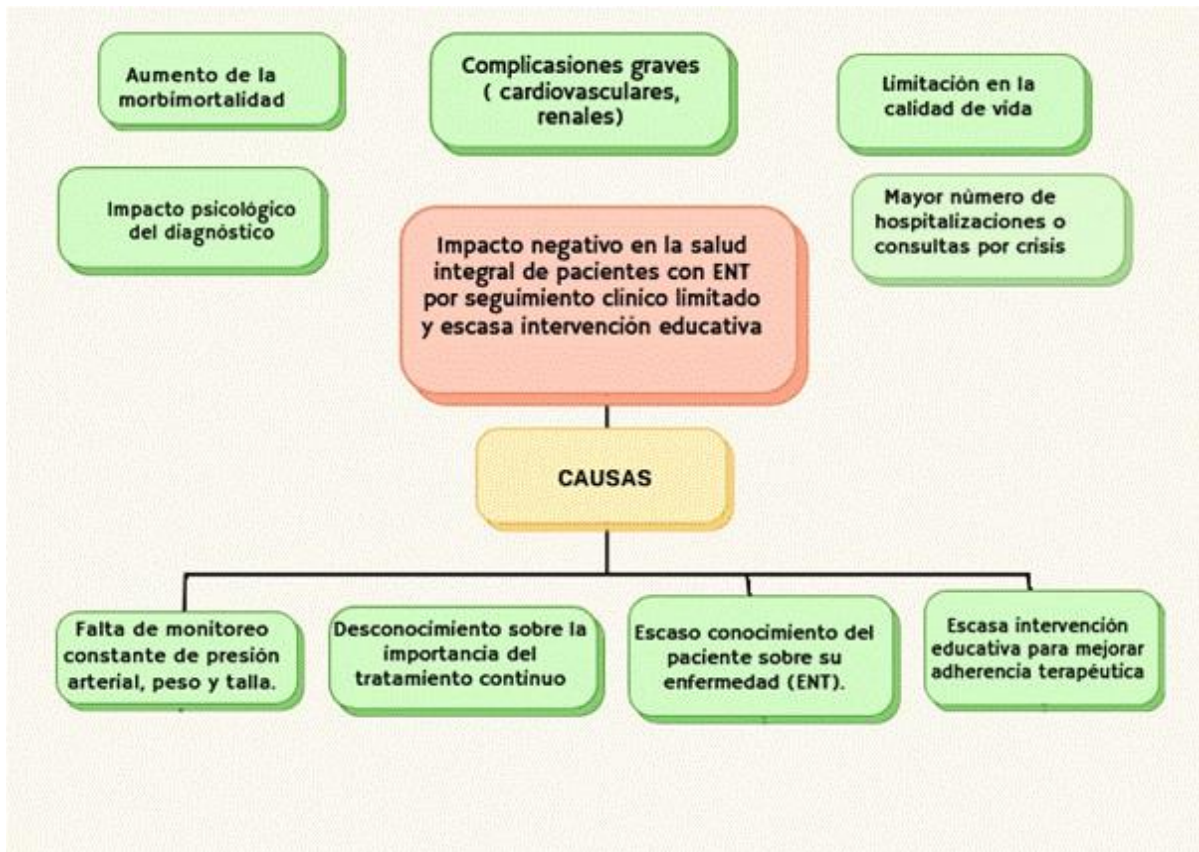 Aumento de la
morbimortalidad
Complicasiones graves
( cardiovasculares,
renales)
Limitación en la
calidad de vida
Impacto psicológico
del diagnóstico
Mayor número de
hospitalizaciones o
consultas por crisis
Impacto negativo en la salud
integral de pacientes con ENT
por seguimiento clínico limitado
y escasa intervención educativa
CAUSAS
Falta de monitoreo
constante de presión
arterial, peso y talla.
Desconocimiento sobre la
importancia del
tratamiento continuo
Escaso conocimiento del
paciente sobre su
enfermedad (ENT).
Escasa intervención
educativa para mejorar
adherencia terapéutica